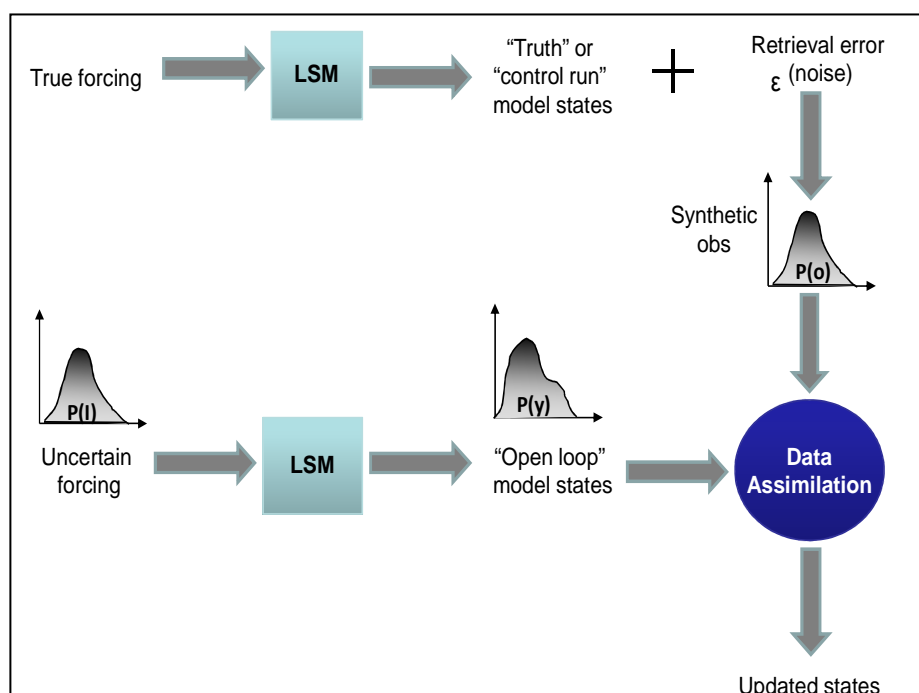 True forcing
LSM
“Truth” or
“control run”
model states
+
Retrieval error
ε (noise)
Synthetic
obs
P(o)
P(I)
Uncertain
forcing
LSM
P(y)
“Open loop”
model states
Data
Assimilation
Updated states